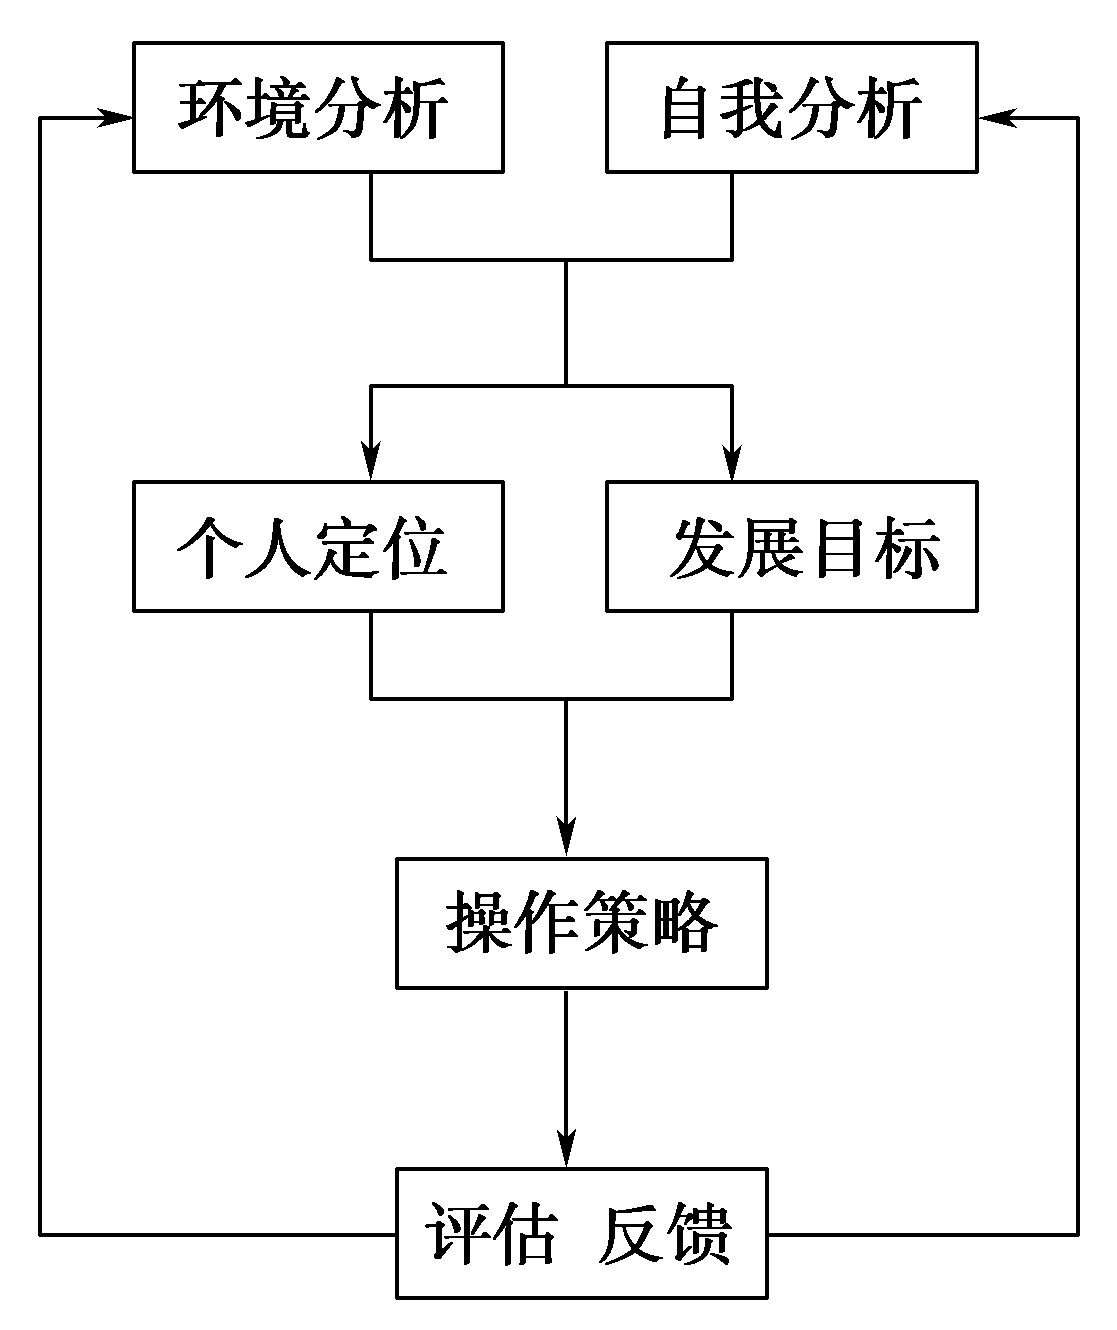 环境分析
自我分析
个人定位
发展目标
操作策略
评估 反馈